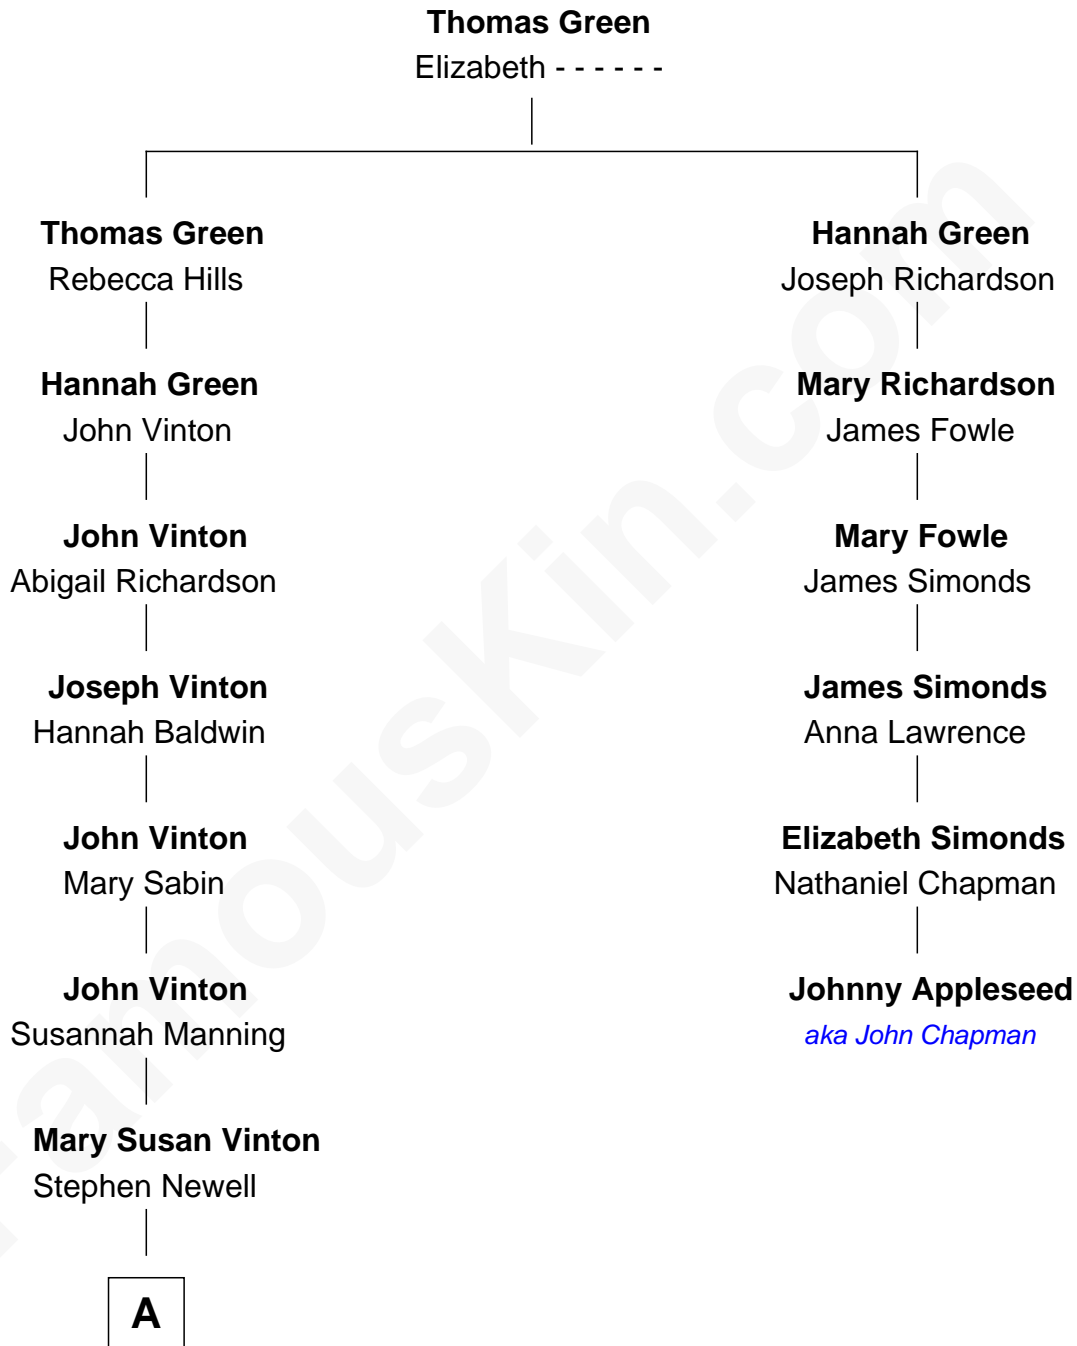 Thomas Green
Elizabeth - - - - - -
Thomas Green
Rebecca Hills
Hannah Green
John Vinton
John Vinton
Abigail Richardson
Joseph Vinton
Hannah Baldwin
John Vinton
Mary Sabin
John Vinton
Susannah Manning
Mary Susan Vinton
Stephen Newell
A
Hannah Green
Joseph Richardson
Mary Richardson
James Fowle
Mary Fowle
James Simonds
James Simonds
Anna Lawrence
Elizabeth Simonds
Nathaniel Chapman
Johnny Appleseed
aka John Chapman
FamousKin.com